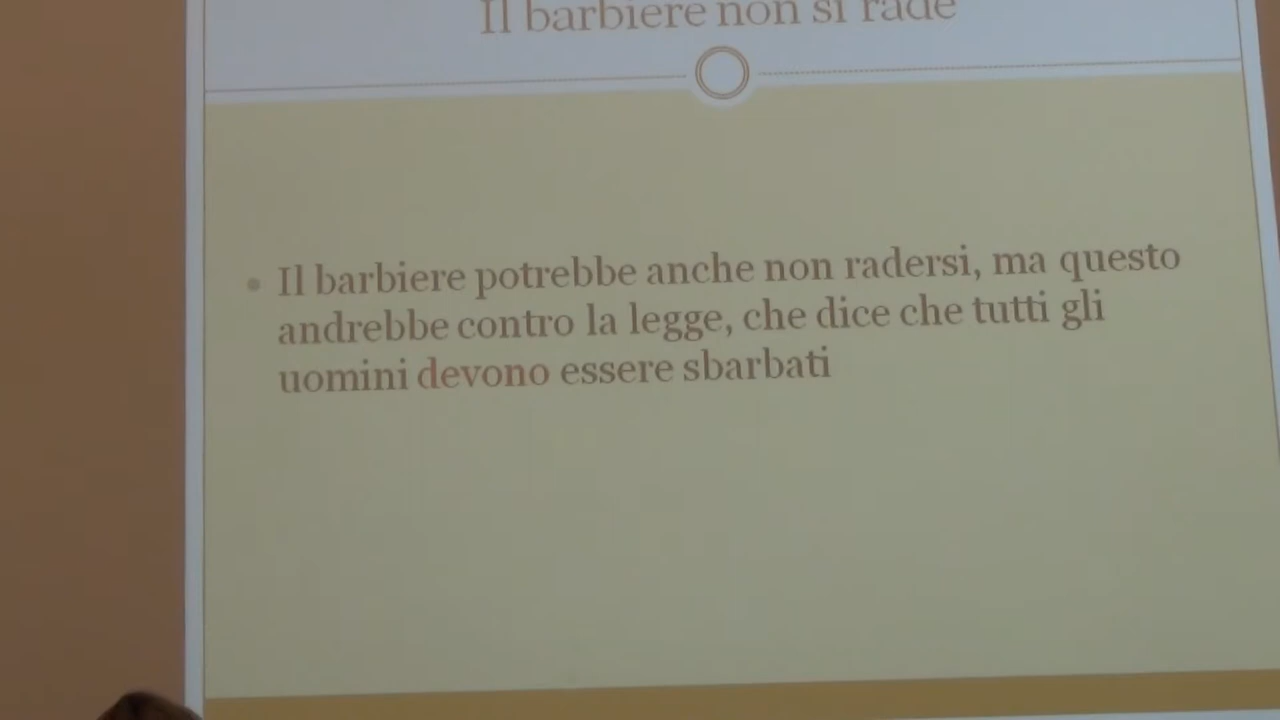 Il barbiere non si rade
Il barbiere potrebbe anche non radersi, ma questo
andrebbe contro la legge, che dice che tutti gli
uomini devono essere sbarbati